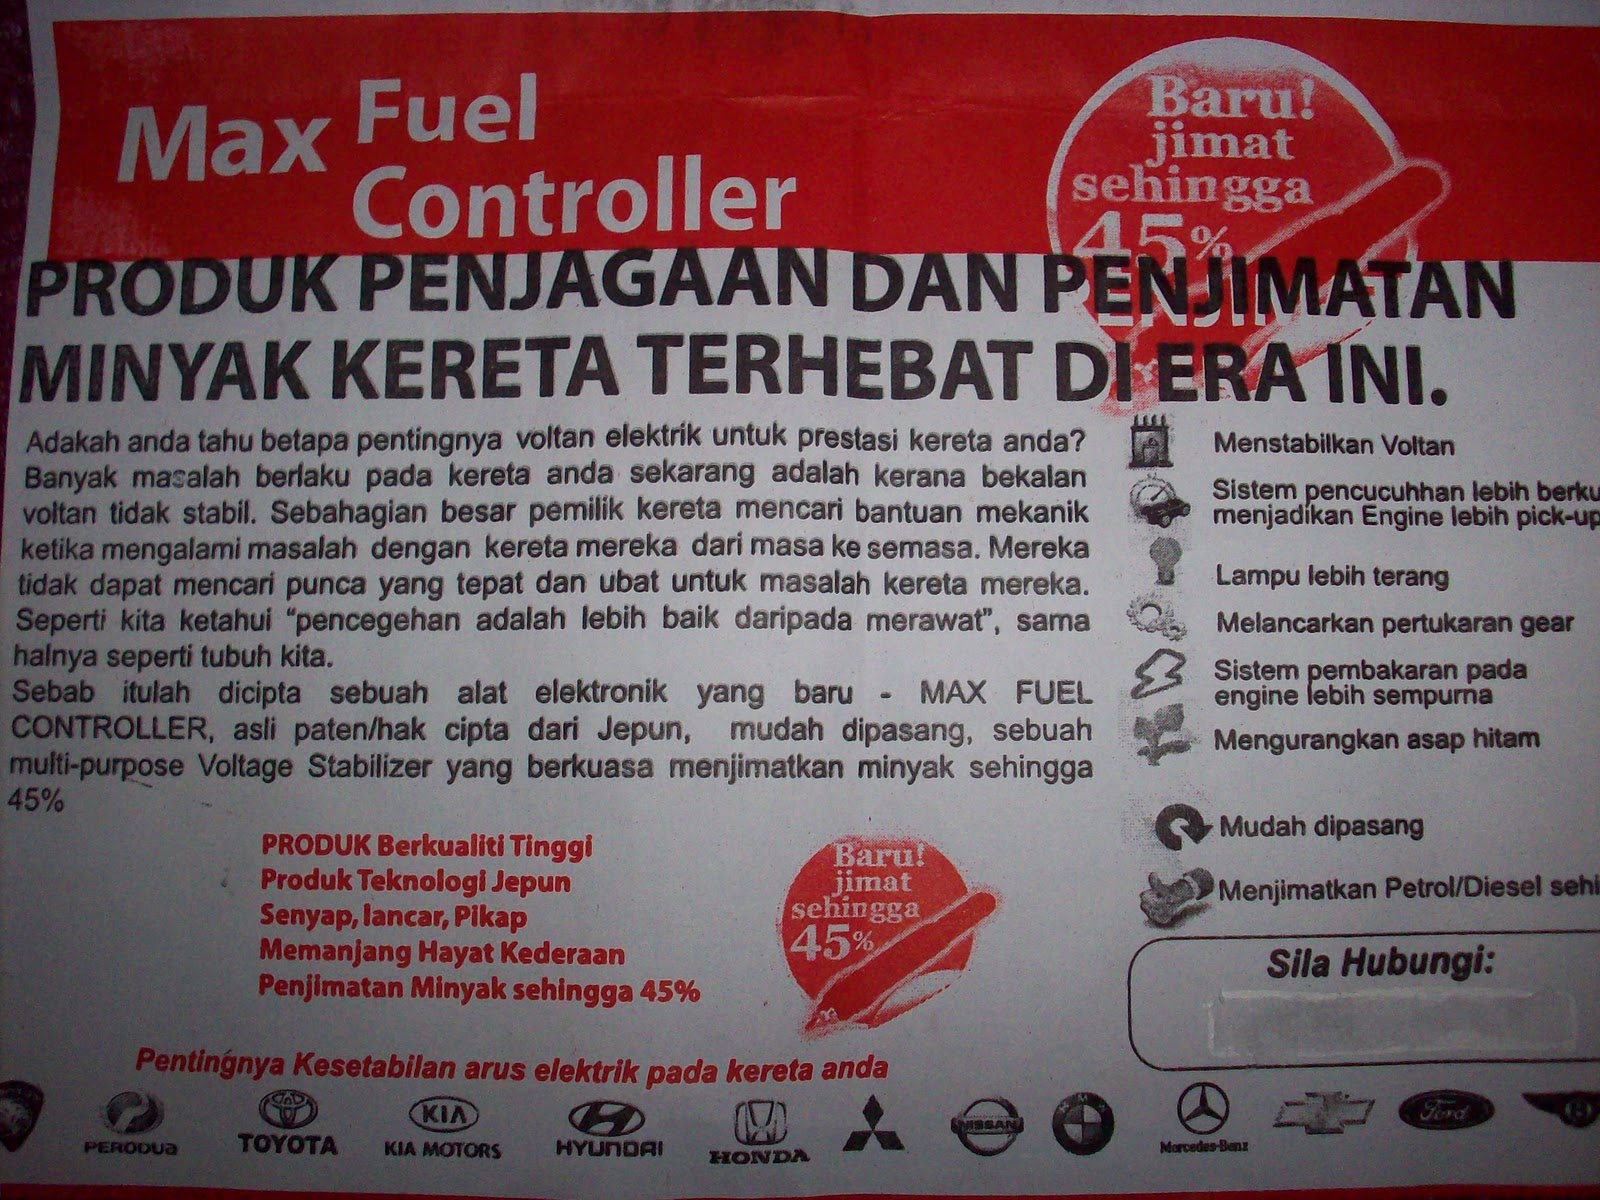 Max Fuel
Controller
Baru!
jimat
sehingga
45%
PRODUK PENJAGAAN DAN PENJIMATAN
MINYAK KERETA TERHEBAT DI ERA INI.
Adakah anda tahu betapa pentingnya voltan elektrik untuk prestasi kereta anda?
Banyak masalah berlaku pada kereta anda sekarang adalah kerana bekalan
voltan tidak stabil. Sebahagian besar pemilik kereta mencari bantuan mekanik
ketika mengalami masalah dengan kereta mereka dari masa ke semasa. Mereka
tidak dapat mencari punca yang tepat dan ubat untuk masalah kereta mereka.
Seperti kita ketahui “pencegehan adalah lebih baik daripada merawat”, sama
halnya seperti tubuh kita.
Sebab itulah dicipta sebuah alat elektronik yang baru - MAX FUEL
CONTROLLER, asli paten/hak cipta dari Jepun, mudah dipasang, sebuah
multi-purpose Voltage Stabilizer yang berkuasa menjimatkan minyak sehingga
45%
Menstabilkan Voltan
Sistem pencucuhhan lebih berku
menjadikan Engine lebih pick-up
Lampu lebih terang
Melancarkan pertukaran gear
Sistem pembakaran pada
engine lebih sempurna
Mengurangkan asap hitam
Mudah dipasang
Menjimatkan Petrol/Diesel sehi
PRODUK Berkualiti Tinggi
Produk Teknologi Jepun
Senyap, lancar, Pikap
Memanjang Hayat Kederaan
Penjimatan Minyak sehingga 45%
Baru!
jimat
sehingga
45%
Sila Hubungi:
Pentingnya Kesetabilan arus elektrik pada kereta anda
PERODUA
TOYOTA
KIA
KIA MOTORS
HYUNDAI
HONDA
NISSAN
BMW
Mercedes-Benz
Ford